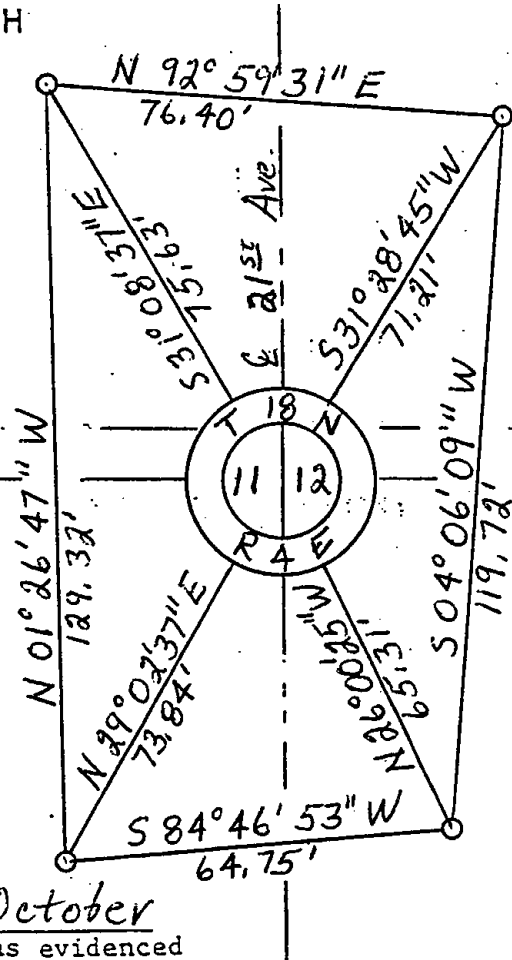 H
N 92° 59' 31" E
76.40'
S 31° 08' 37" E
75.63'
℄ 21ST Ave.
S 31° 28' 45" W
71.21'
T 18 N
11 12
R 4 E
N 01° 26' 47" W
129.32'
S 04° 06' 09" W
119.72'
N 29° 02' 37" E
73.84'
N 26° 00' 25" W
65.31'
S 84° 46' 53" W
64.75'
October
as evidenced